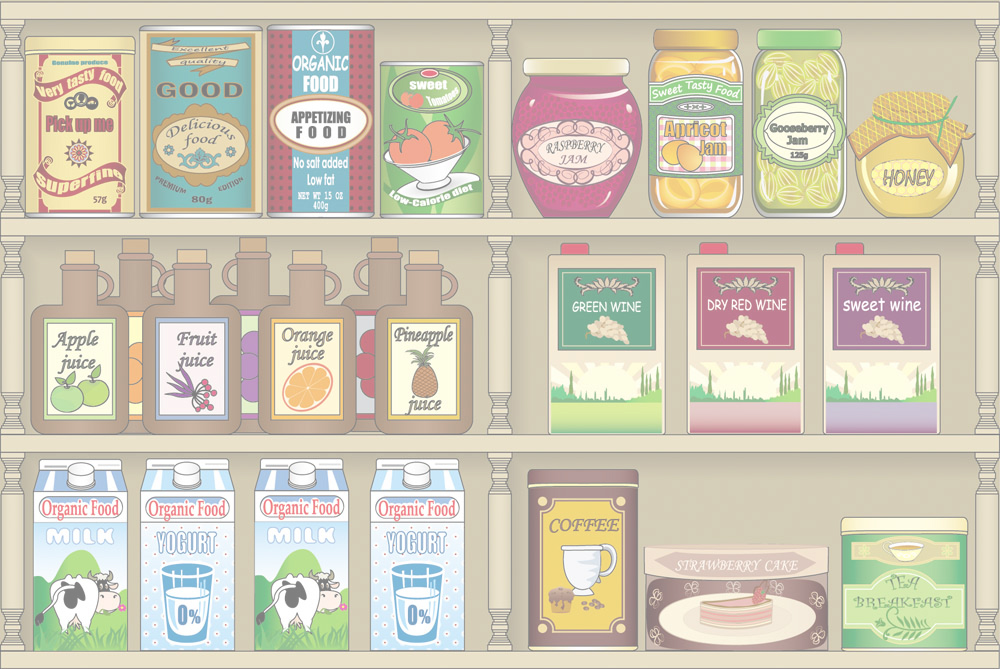 Genuine produce
Very tasty food
Pick up me
Superfine
57g
Excellent
quality
GOOD
Delicious
food
PREMIUM EDITION
80g
ORGANIC
FOOD
APPETIZING
FOOD
No salt added
Low fat
NET WT 15 OZ
400g
sweet
Tomatoes
Low-Calorie diet
RASPBERRY
JAM
Sweet Tasty Food
Apricot
jam
Gooseberry
Jam
125g
HONEY
Apple
juice
Fruit
juice
Orange
juice
Pineapple
juice
GREEN WINE
DRY RED WINE
sweet wine
Organic Food
MILK
Organic Food
YOGURT
0%
Organic Food
MILK
Organic Food
YOGURT
0%
COFFEE
STRAWBERRY CAKE
TEA
BREAKFAST